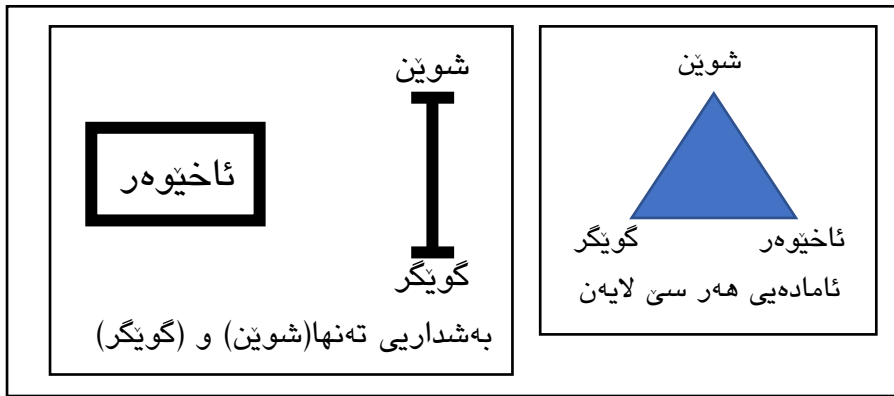 شوێن
گوێگر ئاخێوەر
ئامادەیی هەر سێ لایەن
شوێن
ئاخێوەر
گوێگر
بەشداریی تەنها(شوێن) و (گوێگر)